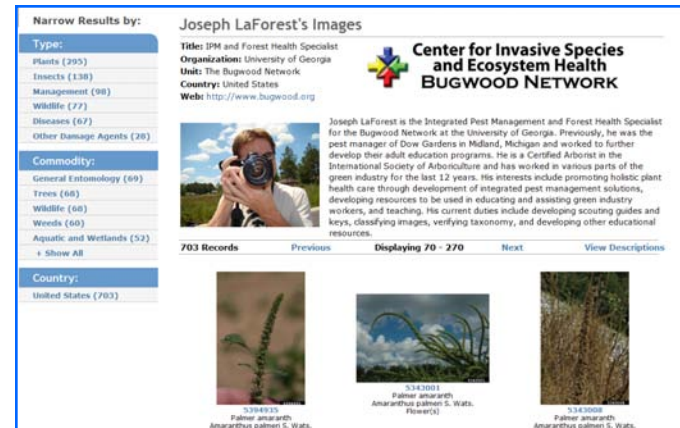 Narrow Results by:
Type:
Plants (295)
Insects (138)
Management (98)
Wildlife (77)
Diseases (67)
Other Damage Agents (28)
Commodity:
General Entomology (69)
Trees (68)
Wildlife (68)
Weeds (60)
Aquatic and Wetlands (52)
+ Show All
Country:
United States (703)
Joseph LaForest's Images
Title: IPM and Forest Health Specialist
Organization: University of Georgia
Unit: The Bugwood Network
Country: United States
Web: http://www.bugwood.org
Center for Invasive Species
and Ecosystem Health
BUGWOOD NETWORK
Joseph LaForest is the Integrated Pest Management and Forest Health Specialist
for the Bugwood Network at the University of Georgia. Previously, he was the
pest manager of Dow Gardens in Midland, Michigan and worked to further
develop their adult education programs. He is a Certified Arborist in the
International Society of Arboriculture and has worked in various parts of the
green industry for the last 12 years. His interests include promoting holistic plant
health care through development of integrated pest management solutions,
developing resources to be used in educating and assisting green industry
workers, and teaching. His current duties include developing scouting guides and
keys, classifying images, verifying taxonomy, and developing other educational
resources.
703 Records Previous Displaying 70 - 270 Next View Descriptions
5394935
Palmer amaranth
Amaranthus palmeri S. Wats.
5343001
Palmer amaranth
Amaranthus palmeri S. Wats.
Flower(s)
5343008
Palmer amaranth
Amaranthus palmeri S. Wats.